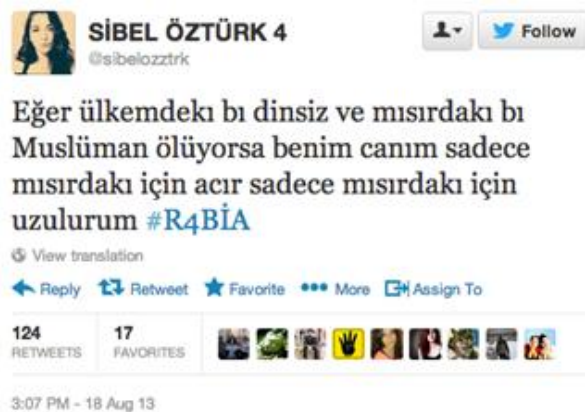 SİBEL ÖZTÜRK 4
@sibelozztrk
Follow
Eğer ülkemdekı bı dinsiz ve mısırdakı bı
Muslüman ölüyorsa benim canım sadece
mısırdakı için acır sadece mısırdakı için
uzulurum #R4BİA
View translation
Reply Retweet Favorite More Assign To
124 17
RETWEETS FAVORITES
3:07 PM - 18 Aug 13